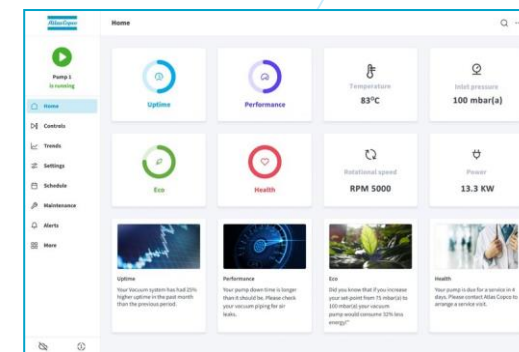 Atlas Copco
Home
Pump 1
is running
Home
Controls
Trends
Settings
Schedule
Maintenance
Alerts
More
Uptime
Performance
Temperature
83°C
Inlet pressure
100 mbar(a)
Eco
Health
Rotational speed
RPM 5000
Power
13.3 KW
Uptime
Your Vacuum system has had 25%
higher uptime in the past month
than the previous period.
Performance
Your pump down time is longer
than it should be. Please check
your vacuum piping for air
leaks.
Eco
Did you know that if you increase
your set-point from 75 mbar(a) to
100 mbar(a) your vacuum
pump would consume 32% less
energy?"
Health
Your pump is due for a service in 4
days. Please contact Atlas Copco to
arrange a service visit.